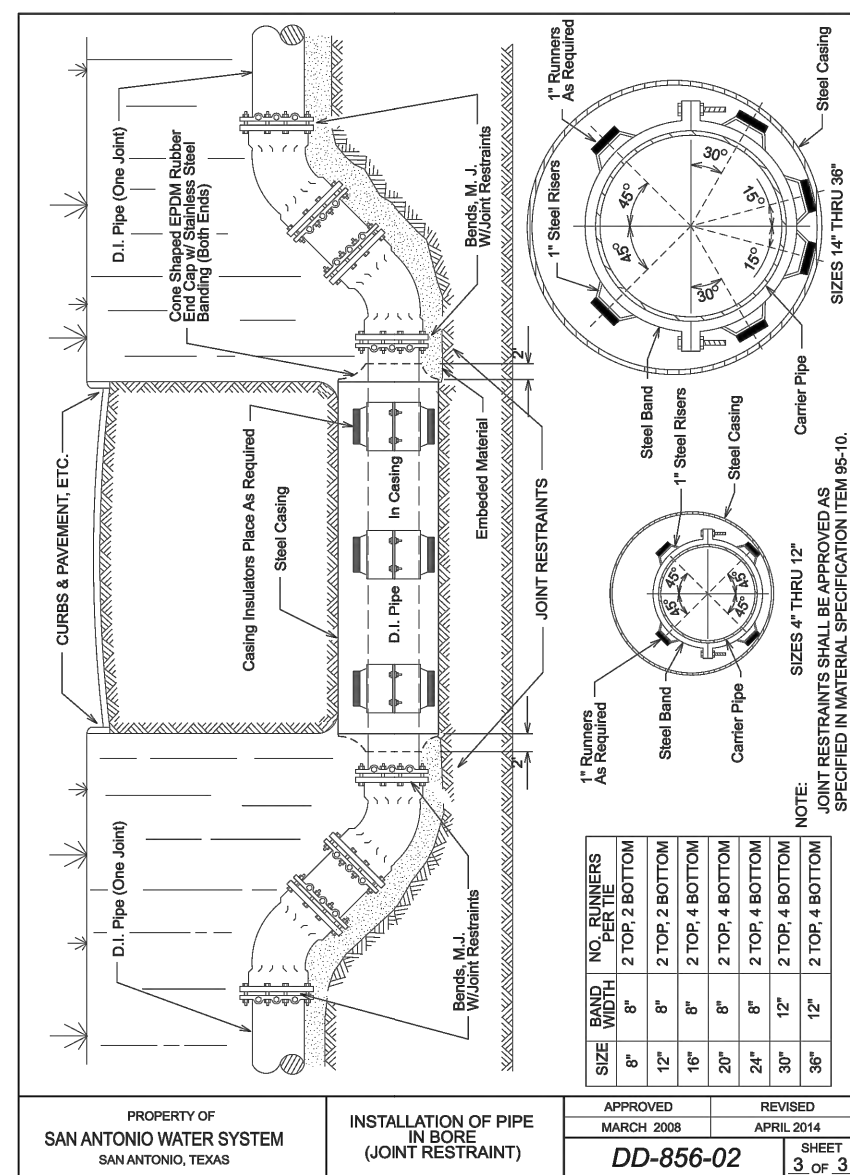 CURBS & PAVEMENT, ETC.
D.I. Pipe (One Joint)
D.I. Pipe (One Joint)
Cone Shaped EPDM Rubber
End Cap w/ Stainless Steel
Banding (Both Ends)
Casing Insulators Place As Required
Steel Casing
D.I. Pipe
In Casing
2'
2'
Bends, M.J.
W/Joint Restraints
Bends, M. J.
W/Joint Restraints
Embeded Material
JOINT RESTRAINTS
1" Runners
As Required
Steel Band
Carrier Pipe
1" Steel Risers
Steel Casing
45°
45°
45°
45°
SIZES 4" THRU 12"
1" Runners
As Required
1" Steel Risers
Steel Casing
Steel Band
Carrier Pipe
45°
45°
30°
30°
15°
15°
SIZES 14" THRU 36"
SIZE
BAND
WIDTH
NO. RUNNERS
PER TIE
8" 8" 2 TOP, 2 BOTTOM
12" 8" 2 TOP, 2 BOTTOM
16" 8" 2 TOP, 4 BOTTOM
20" 8" 2 TOP, 4 BOTTOM
24" 8" 2 TOP, 4 BOTTOM
30" 12" 2 TOP, 4 BOTTOM
36" 12" 2 TOP, 4 BOTTOM
NOTE:
JOINT RESTRAINTS SHALL BE APPROVED AS
SPECIFIED IN MATERIAL SPECIFICATION ITEM 95-10.
PROPERTY OF
SAN ANTONIO WATER SYSTEM
SAN ANTONIO, TEXAS
INSTALLATION OF PIPE
IN BORE
(JOINT RESTRAINT)
APPROVED
MARCH 2008
REVISED
APRIL 2014
DD-856-02
SHEET
3 OF 3